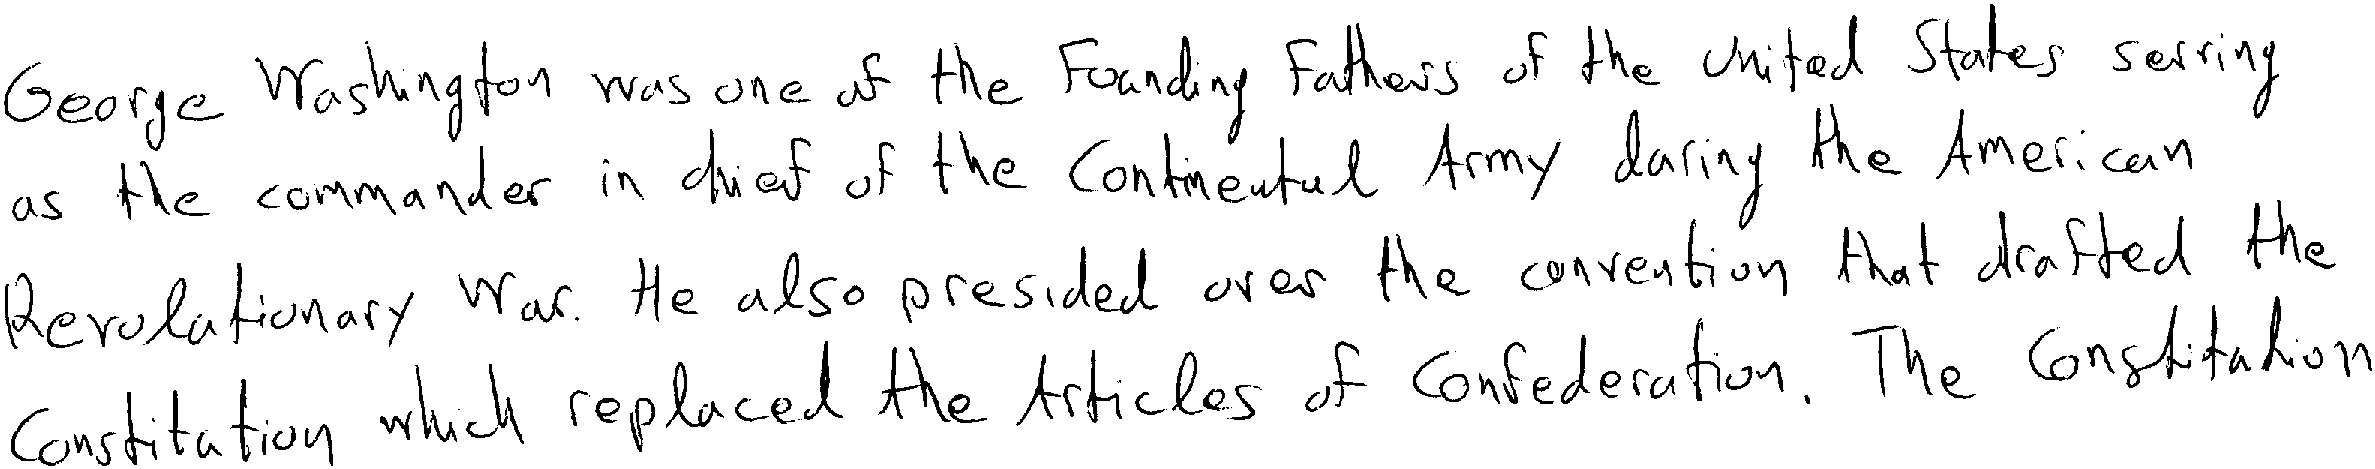 George Washington was one of the Founding Fathers of the United States serving
as the commander in chief of the Continental Army during the American
Revolutionary War. He also presided over the convention that drafted the
Constitution which replaced the Articles of Confederation. The Constitution